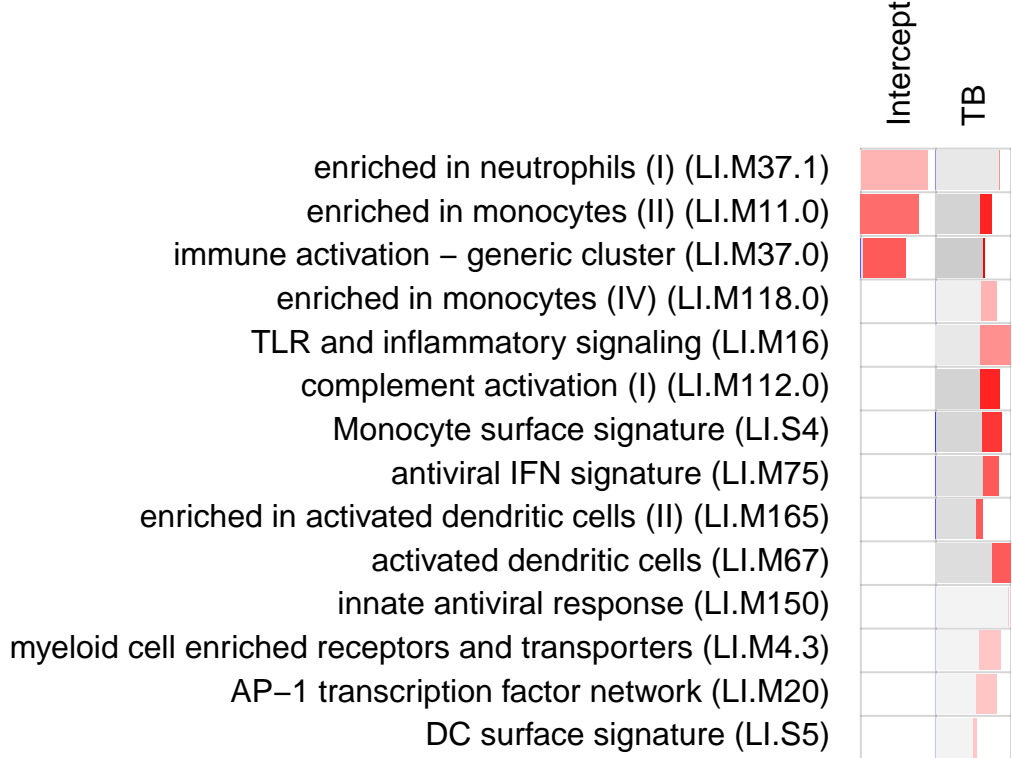 Intercept
TB
enriched in neutrophils (I) (LI.M37.1)
enriched in monocytes (II) (LI.M11.0)
immune activation − generic cluster (LI.M37.0)
enriched in monocytes (IV) (LI.M118.0)
TLR and inflammatory signaling (LI.M16)
complement activation (I) (LI.M112.0)
Monocyte surface signature (LI.S4)
antiviral IFN signature (LI.M75)
enriched in activated dendritic cells (II) (LI.M165)
activated dendritic cells (LI.M67)
innate antiviral response (LI.M150)
myeloid cell enriched receptors and transporters (LI.M4.3)
AP−1 transcription factor network (LI.M20)
DC surface signature (LI.S5)